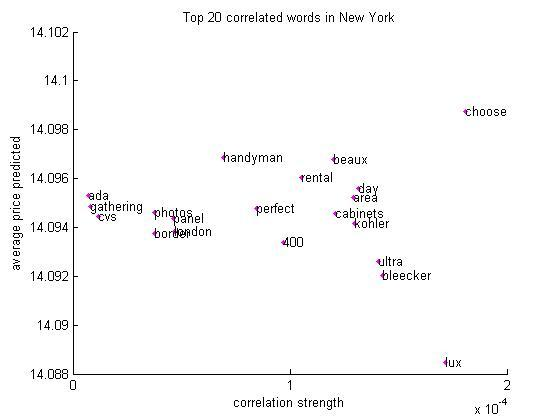 Top 20 correlated words in New York
14.102
14.1
14.098
14.096
14.094
14.092
14.09
14.088
average price predicted
choose
handyman
beaux
rental
day
area
ada
gathering
cvs
photos
panel
perfect
cabinets
kohler
border
london
400
ultra
bleecker
lux
0
1
2
correlation strength
x 10^-4